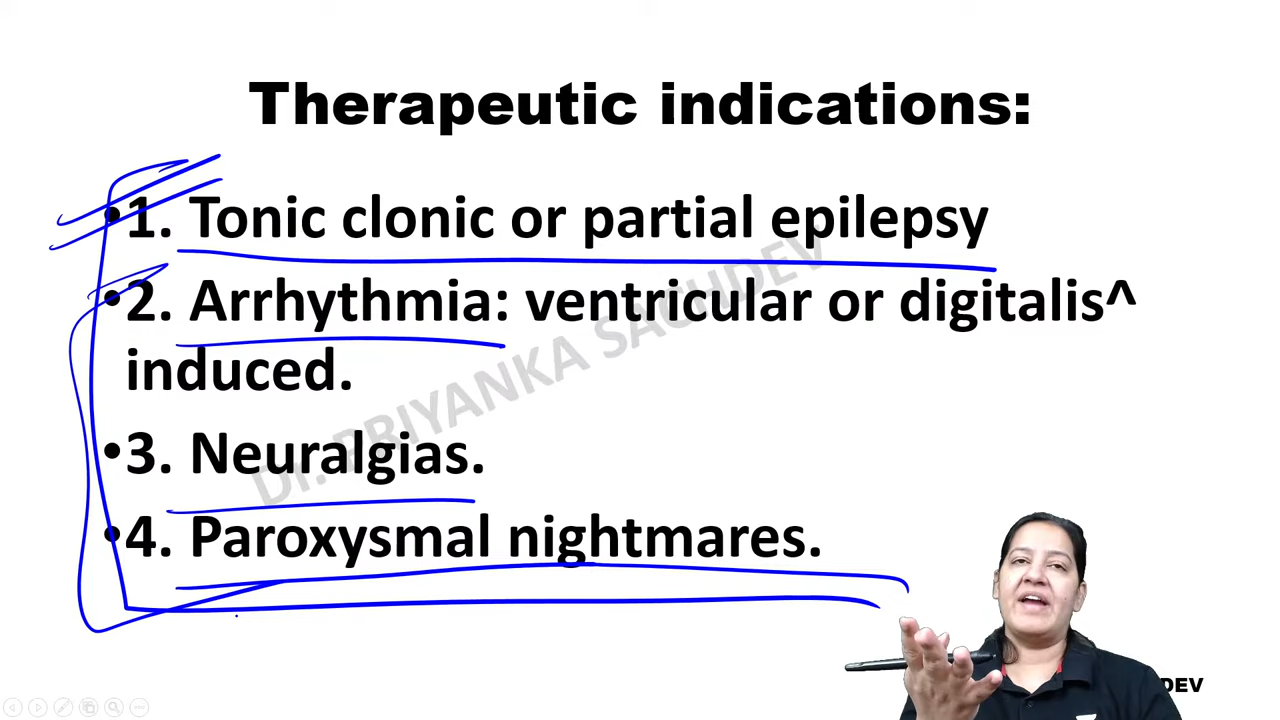 Therapeutic indications:
•1. Tonic clonic or partial epilepsy
•2. Arrhythmia: ventricular or digitalis^
induced.
•3. Neuralgias.
•4. Paroxysmal nightmares.
Dr. PRIYANKA SACHDEV
DEV